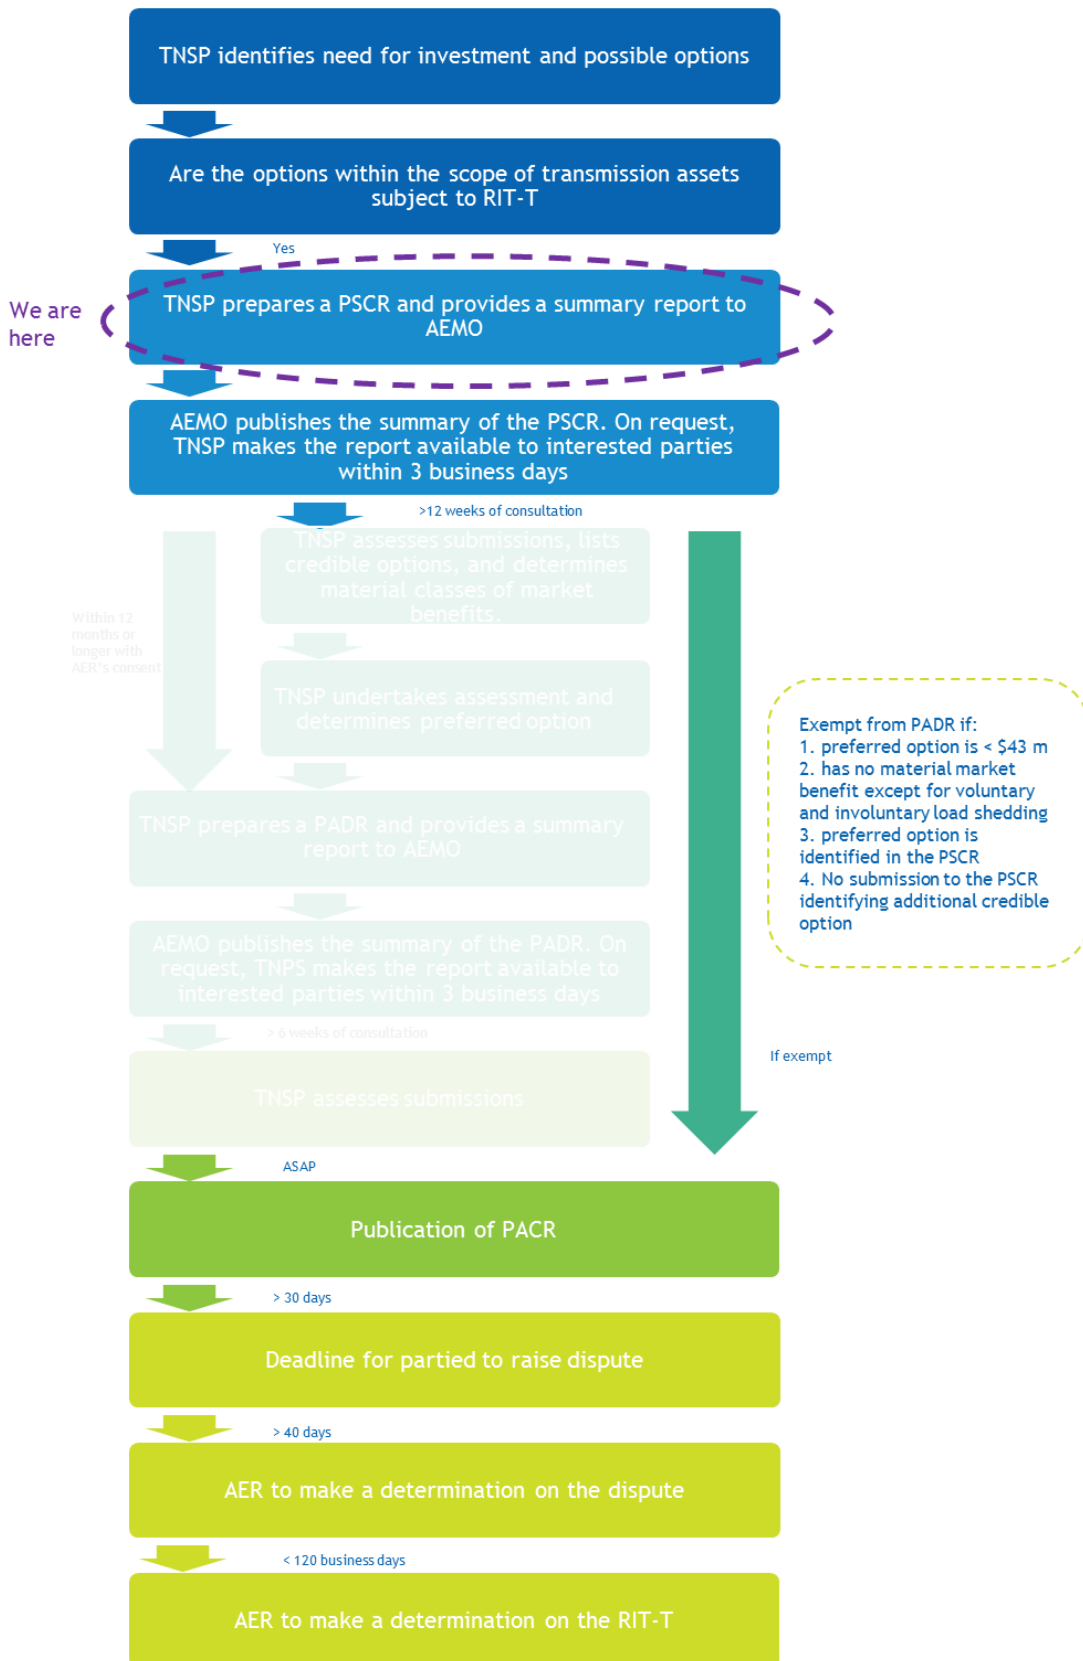 TNSP identifies need for investment and possible options
Are the options within the scope of transmission assets
subject to RIT-T
Yes
We are
here
TNSP prepares a PSCR and provides a summary report to
AEMO
AEMO publishes the summary of the PSCR. On request,
TNSP makes the report available to interested parties
within 3 business days
>12 weeks of consultation
TNSP assesses submissions, lists
credible options, and determines
material classes of market
benefits.
Within 12
months or
longer with
AER's consent
TNSP undertakes assessment and
determines preferred option
Exempt from PADR if:
1. preferred option is < $43 m
2. has no material market
benefit except for voluntary
and involuntary load shedding
3. preferred option is
identified in the PSCR
4. No submission to the PSCR
identifying additional credible
option
TNSP prepares a PADR and provides a summary
report to AEMO
AEMO publishes the summary of the PADR. On
request, TNPS makes the report available to
interested parties within 3 business days
> 6 weeks of consultation
If exempt
TNSP assesses submissions
ASAP
Publication of PACR
> 30 days
Deadline for partied to raise dispute
> 40 days
AER to make a determination on the dispute
< 120 business days
AER to make a determination on the RIT-T